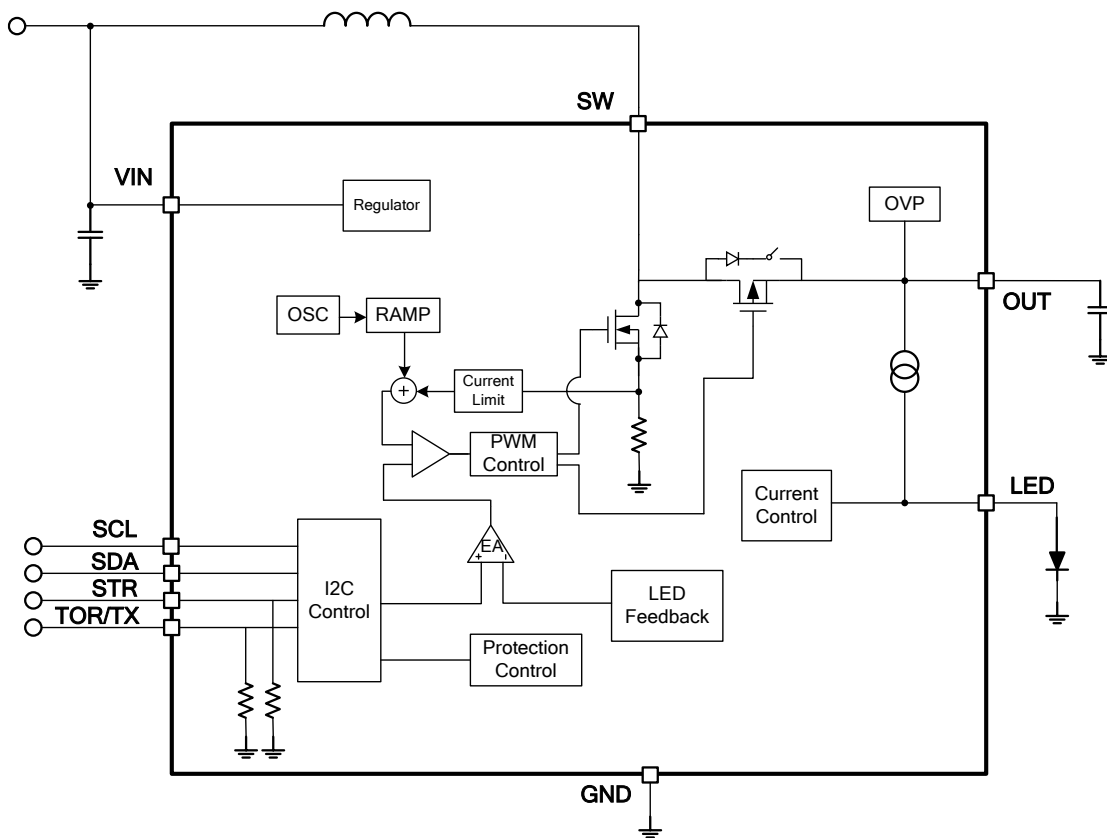 SW
VIN
Regulator
OVP
OUT
OSC
RAMP
+
Current
Limit
PWM
Control
Current
Control
LED
SCL
SDA
STR
TOR/TX
I2C
Control
EA
+ -
LED
Feedback
Protection
Control
GND